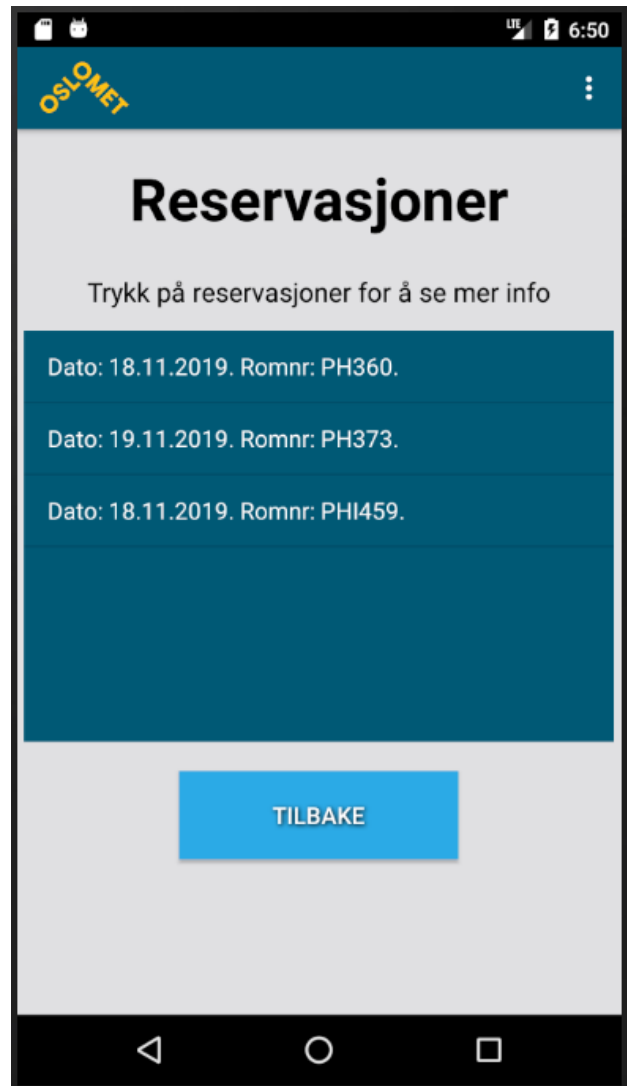 LTE 6:50
OSLOMET
Reservasjoner
Trykk på reservasjoner for å se mer info
Dato: 18.11.2019. Romnr: PH360.
Dato: 19.11.2019. Romnr: PH373.
Dato: 18.11.2019. Romnr: PHI459.
TILBAKE